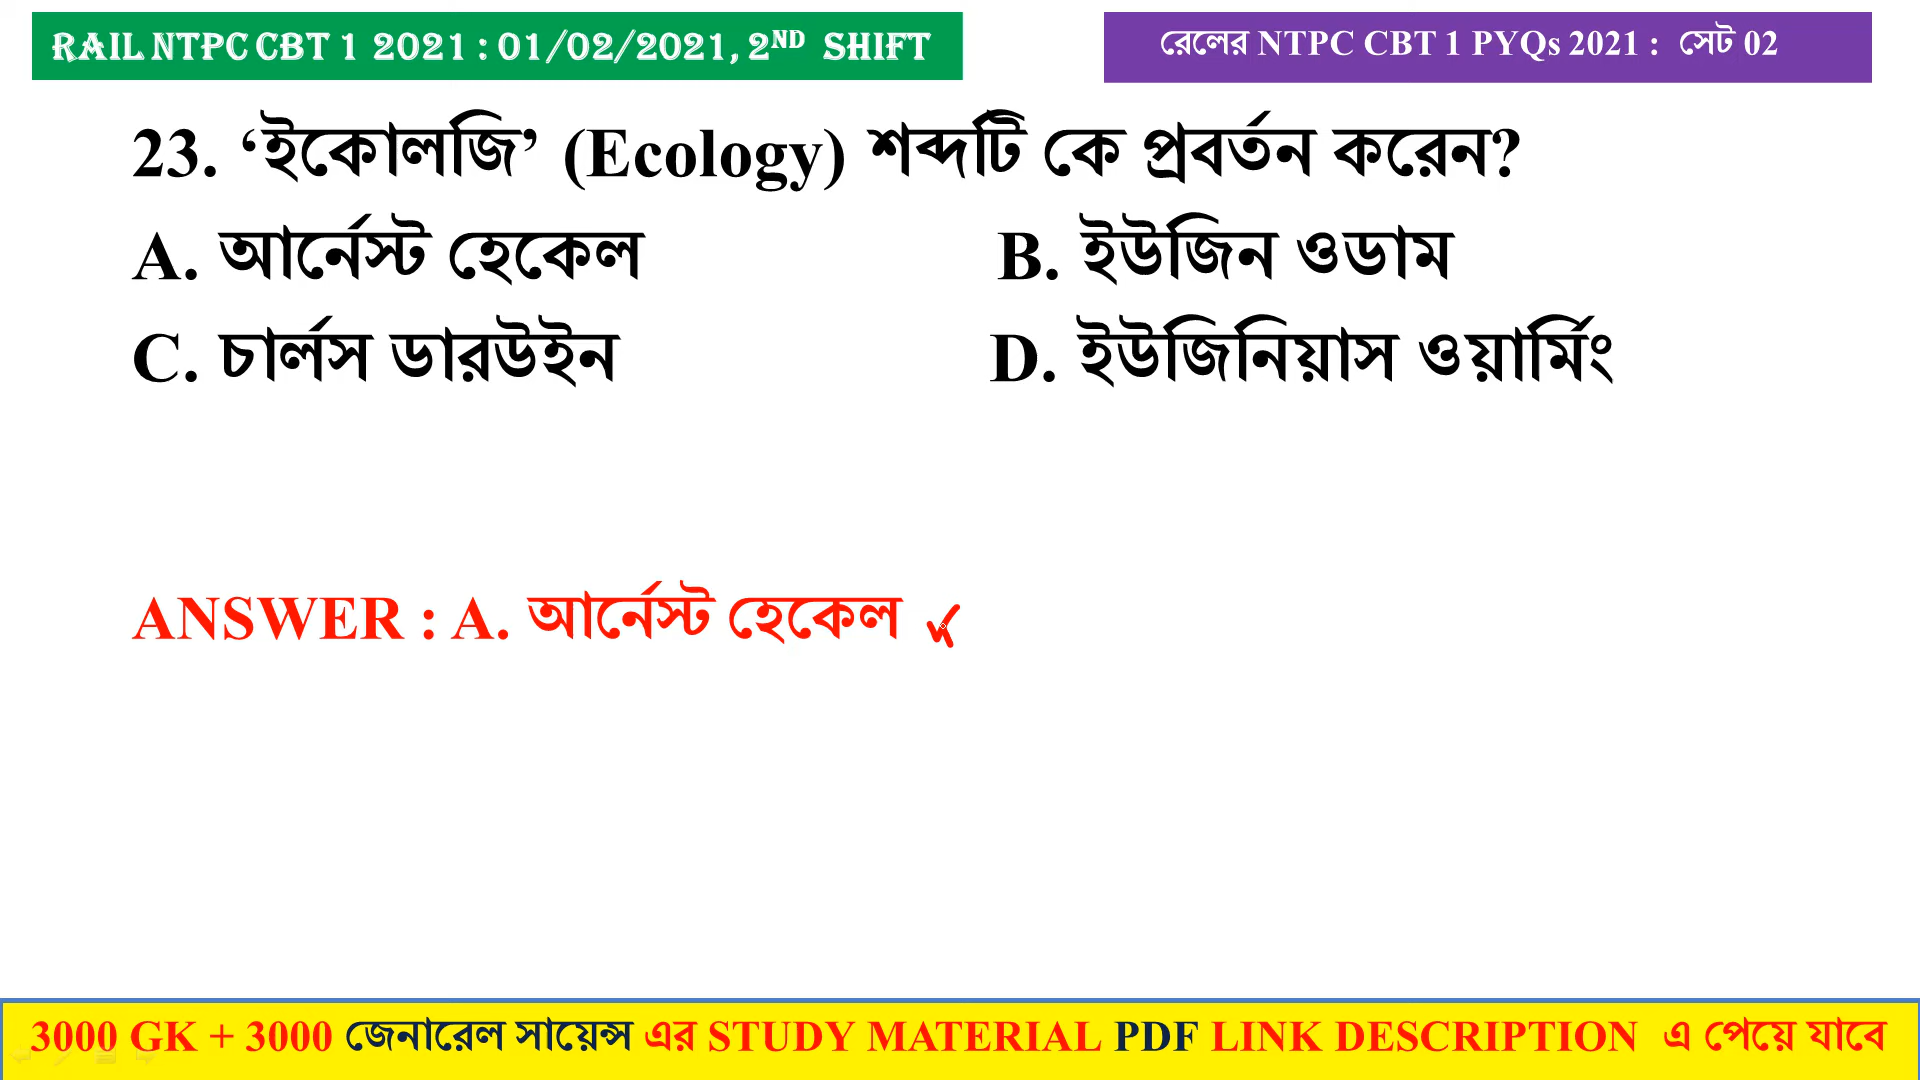 RAIL NTPC CBT 1 2021 : 01/02/2021, 2ND SHIFT
রেলের NTPC CBT 1 PYQs 2021 : সেট 02
23. ‘ইকোলজি’ (Ecology) শব্দটি কে প্রবর্তন করেন?
A. আর্নেস্ট হেকেল B. ইউজিন ওডাম
C. চার্লস ডারউইন D. ইউজিনিয়াস ওয়ার্মিং
ANSWER : A. আর্নেস্ট হেকেল
3000 GK + 3000 জেনারেল সায়েন্স এর STUDY MATERIAL PDF LINK DESCRIPTION এ পেয়ে যাবে